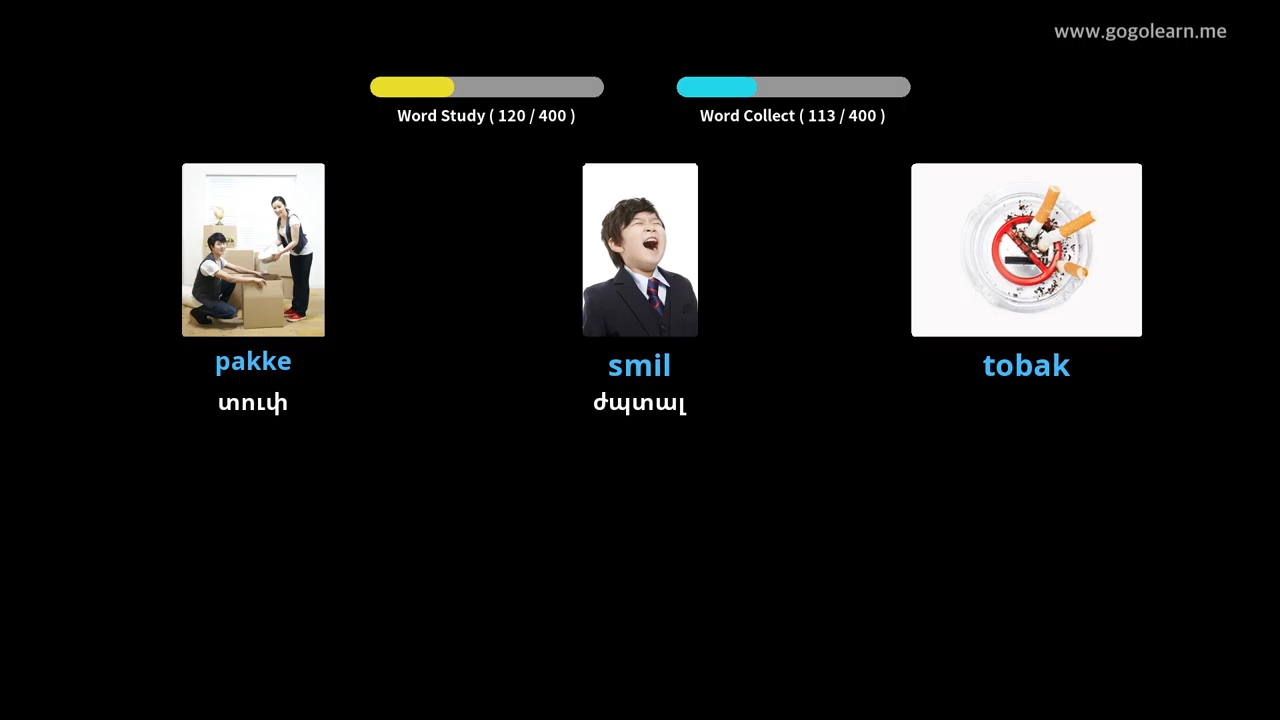 www.gogolearn.me
Word Study ( 120 / 400 )
Word Collect ( 113 / 400 )
pakke
smil
tobak
տուփ
ժպտալ